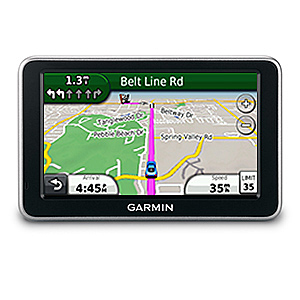 1.3 mi
Belt Line Rd
Tanglewood Dr
Beltway Dr
Pebble Beach Dr
Spring Valley Rd
Arrival
4:45 A M
Speed
35
LIMIT
35
GARMIN